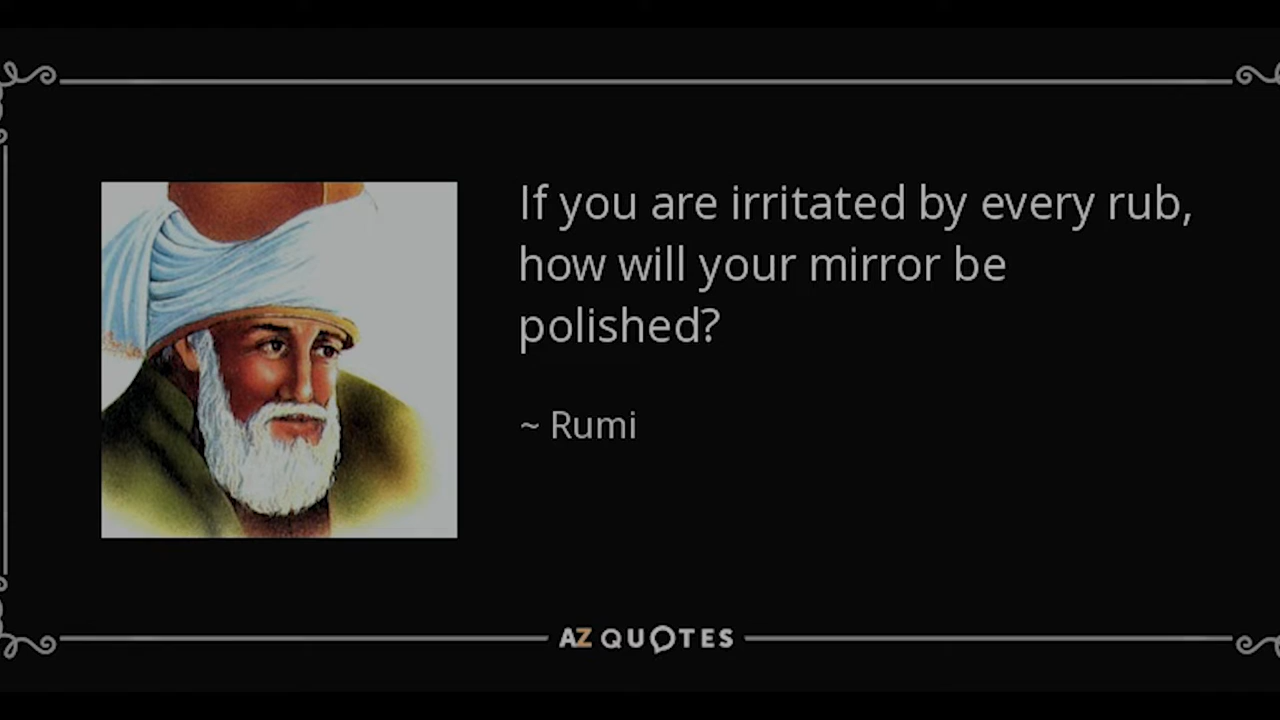 If you are irritated by every rub,
how will your mirror be
polished?
~ Rumi
AZ QUOTES